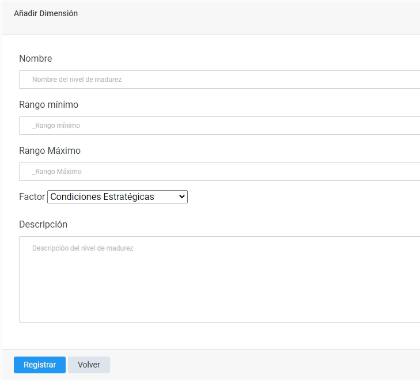 Añadir Dimensión
Nombre
Nombre del nivel de madurez
Rango mínimo
_Rango mínimo
Rango Máximo
_Rango Máximo
Factor Condiciones Estratégicas
Descripción
Descripción del nivel de madurez
Registrar Volver